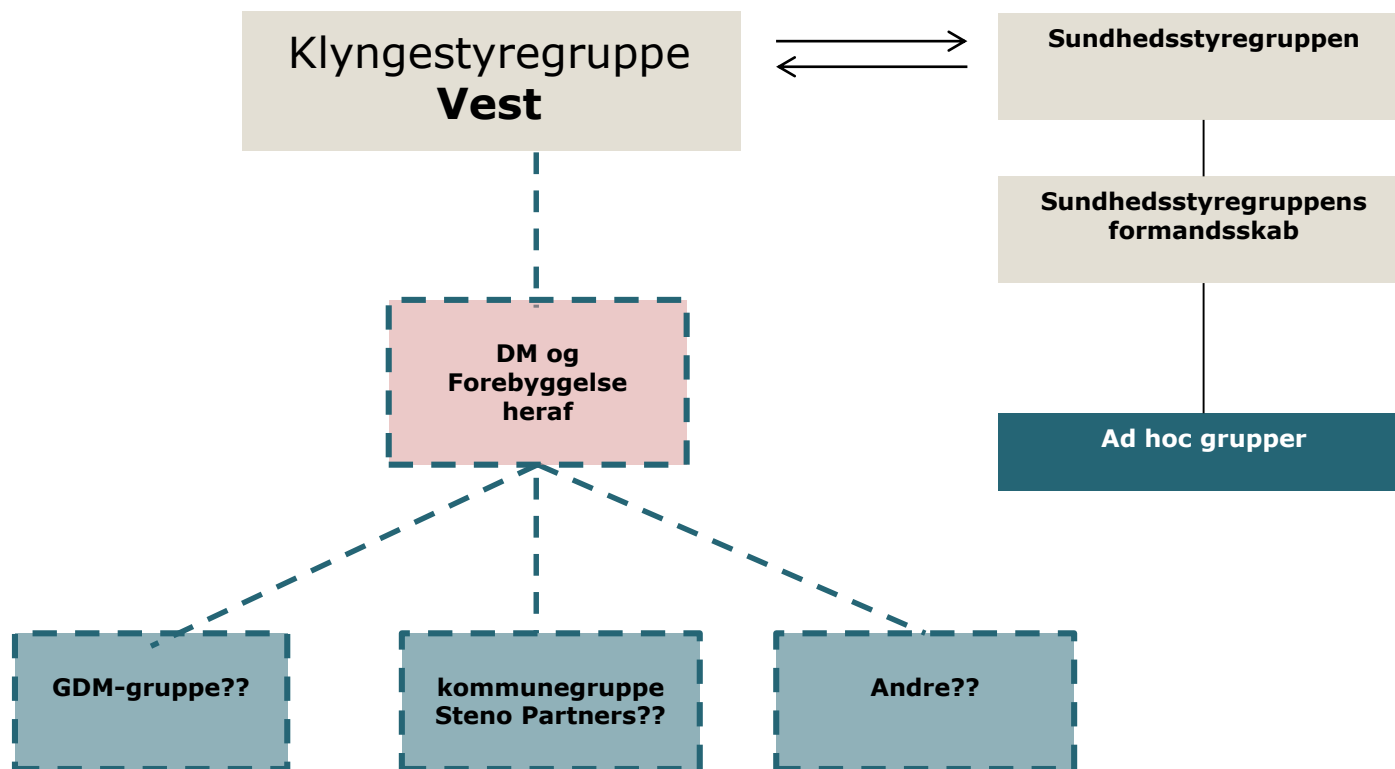 Klyngestyregruppe
Vest
Sundhedsstyregruppen
Sundhedsstyregruppens
formandsskab
DM og
Forebyggelse
heraf
Ad hoc grupper
GDM-gruppe??
kommunegruppe
Steno Partners??
Andre??